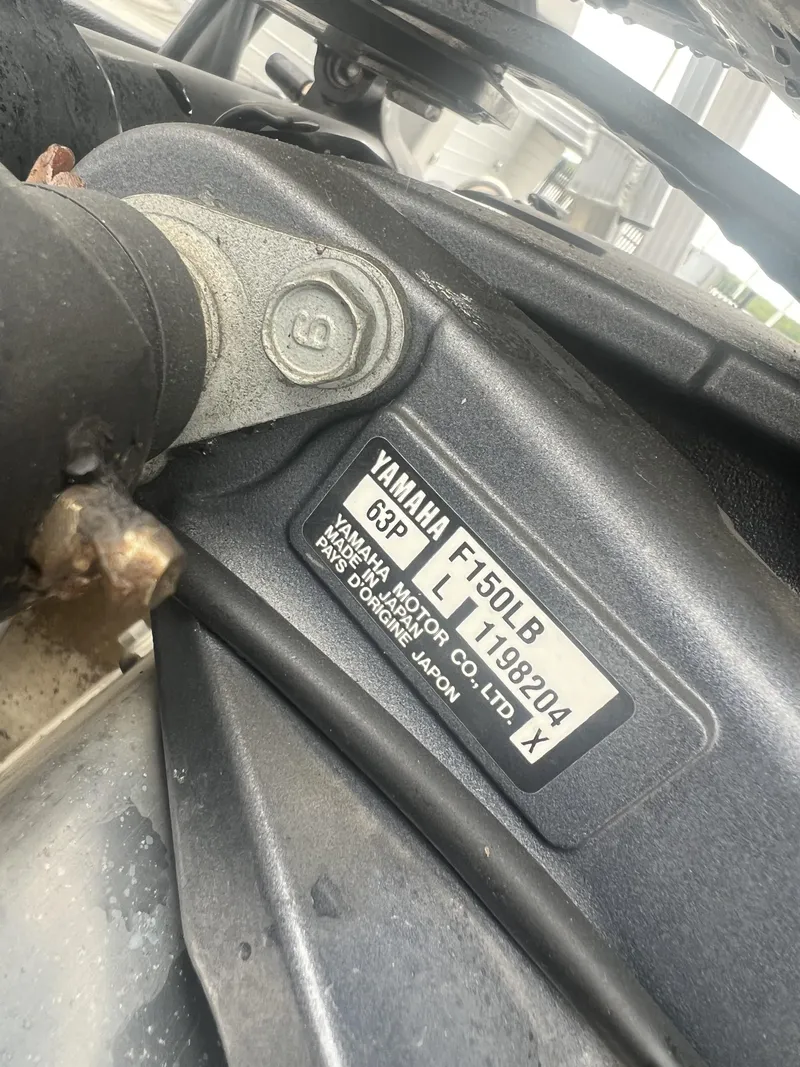 6
YAMAHA
63P
F150LB
L
1198204
X
YAMAHA MOTOR CO., LTD.
MADE IN JAPAN
PAYS D'ORIGINE JAPON